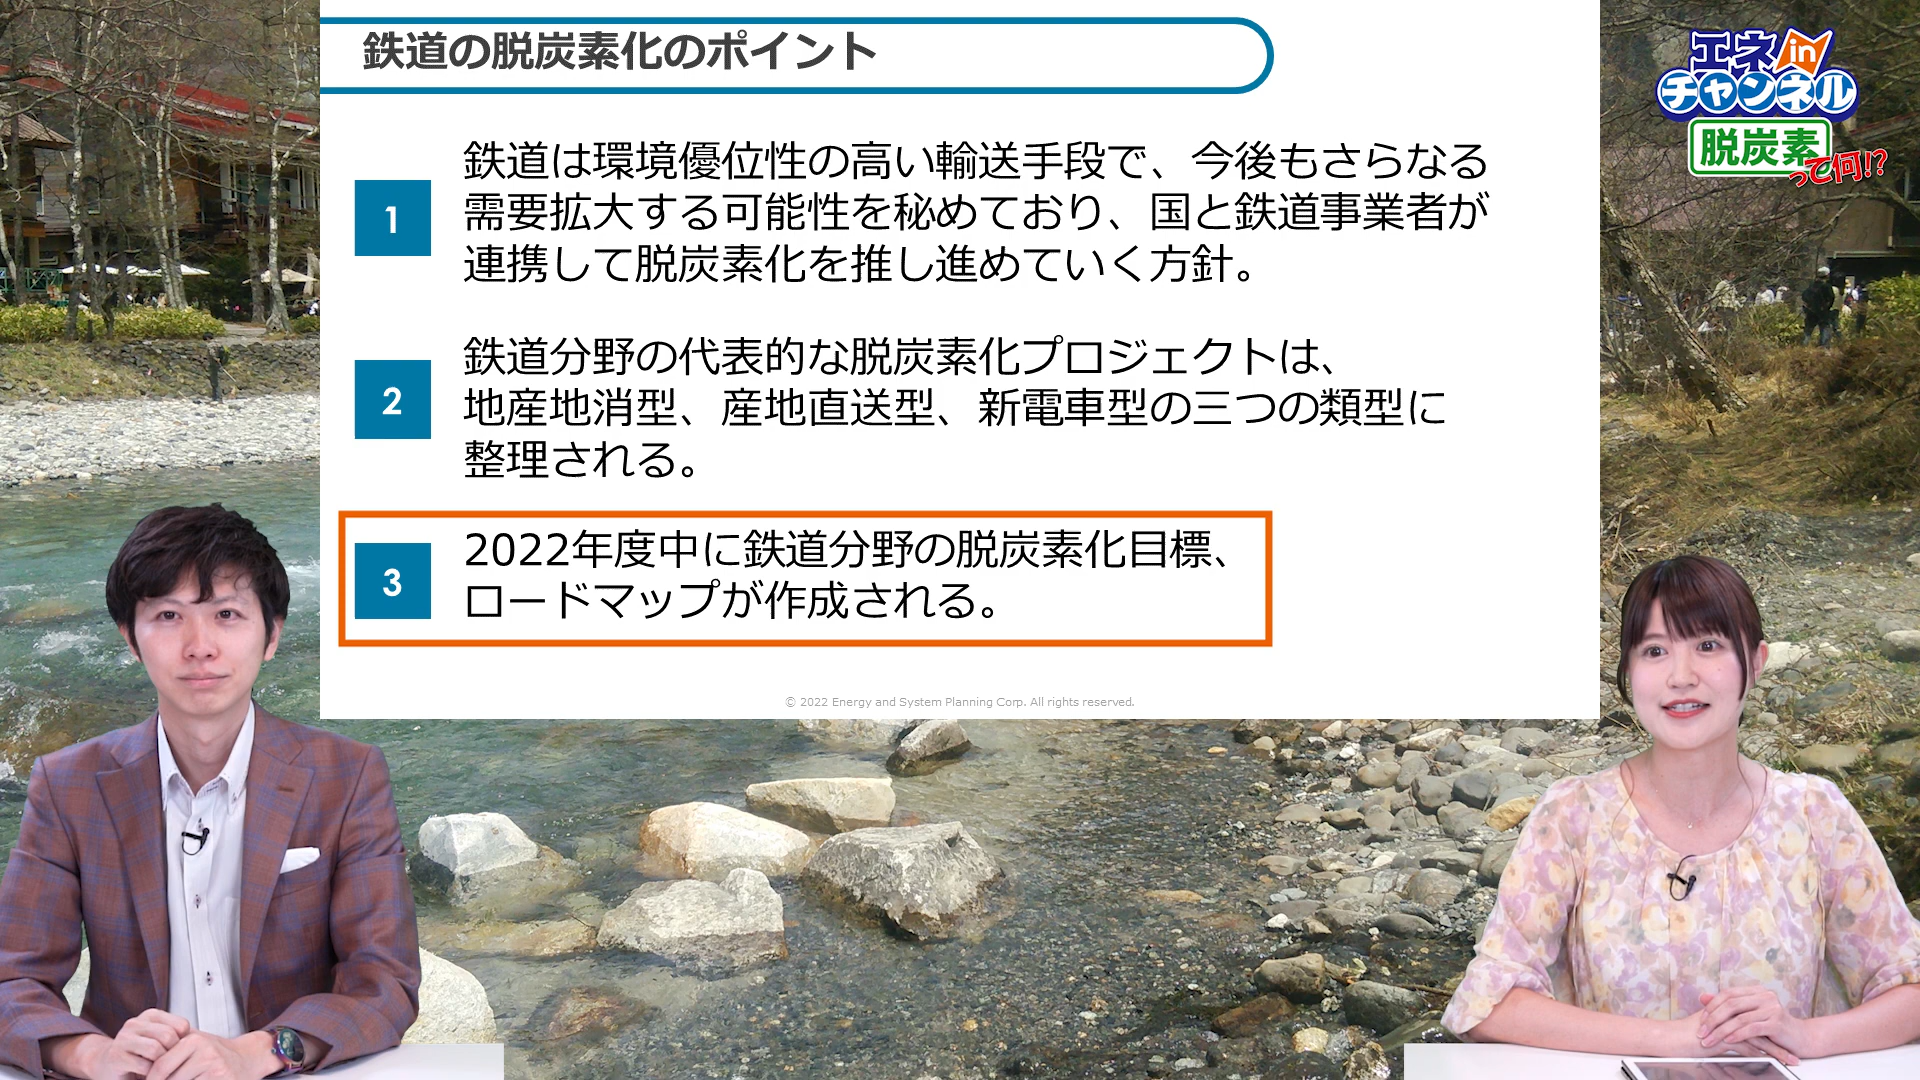 鉄道の脱炭素化のポイント
エネinチャンネル
脱炭素って何!?
1
鉄道は環境優位性の高い輸送手段で、今後もさらなる
需要拡大する可能性を秘めており、国と鉄道事業者が
連携して脱炭素化を推し進めていく方針。
2
鉄道分野の代表的な脱炭素化プロジェクトは、
地産地消型、産地直送型、新電車型の三つの類型に
整理される。
3
2022年度中に鉄道分野の脱炭素化目標、
ロードマップが作成される。
© 2022 Energy and System Planning Corp. All rights reserved.